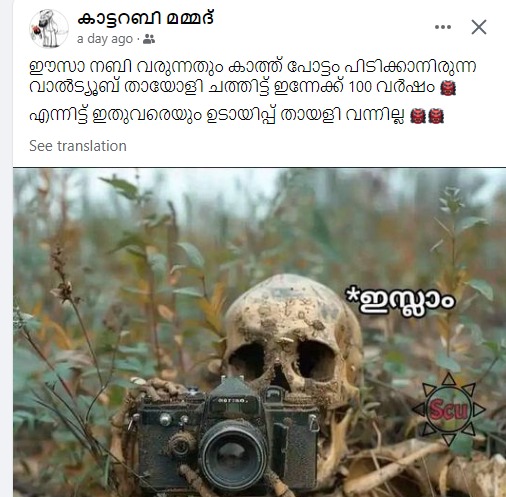 കാട്ടറബി മമ്മദ്
a day ago ·
ഈസാ നബി വരുന്നതും കാത്ത് പോട്ടം പിടിക്കാനിരുന്ന
വാൽട്യൂബ് തായോളി ചത്തിട്ട് ഇന്നേക്ക് 100 വർഷം 👹
എന്നിട്ട് ഇതുവരെയും ഉടായിപ്പ് തായളി വന്നില്ല 👹👹
See translation
*ഇസ്ലാം
Scu